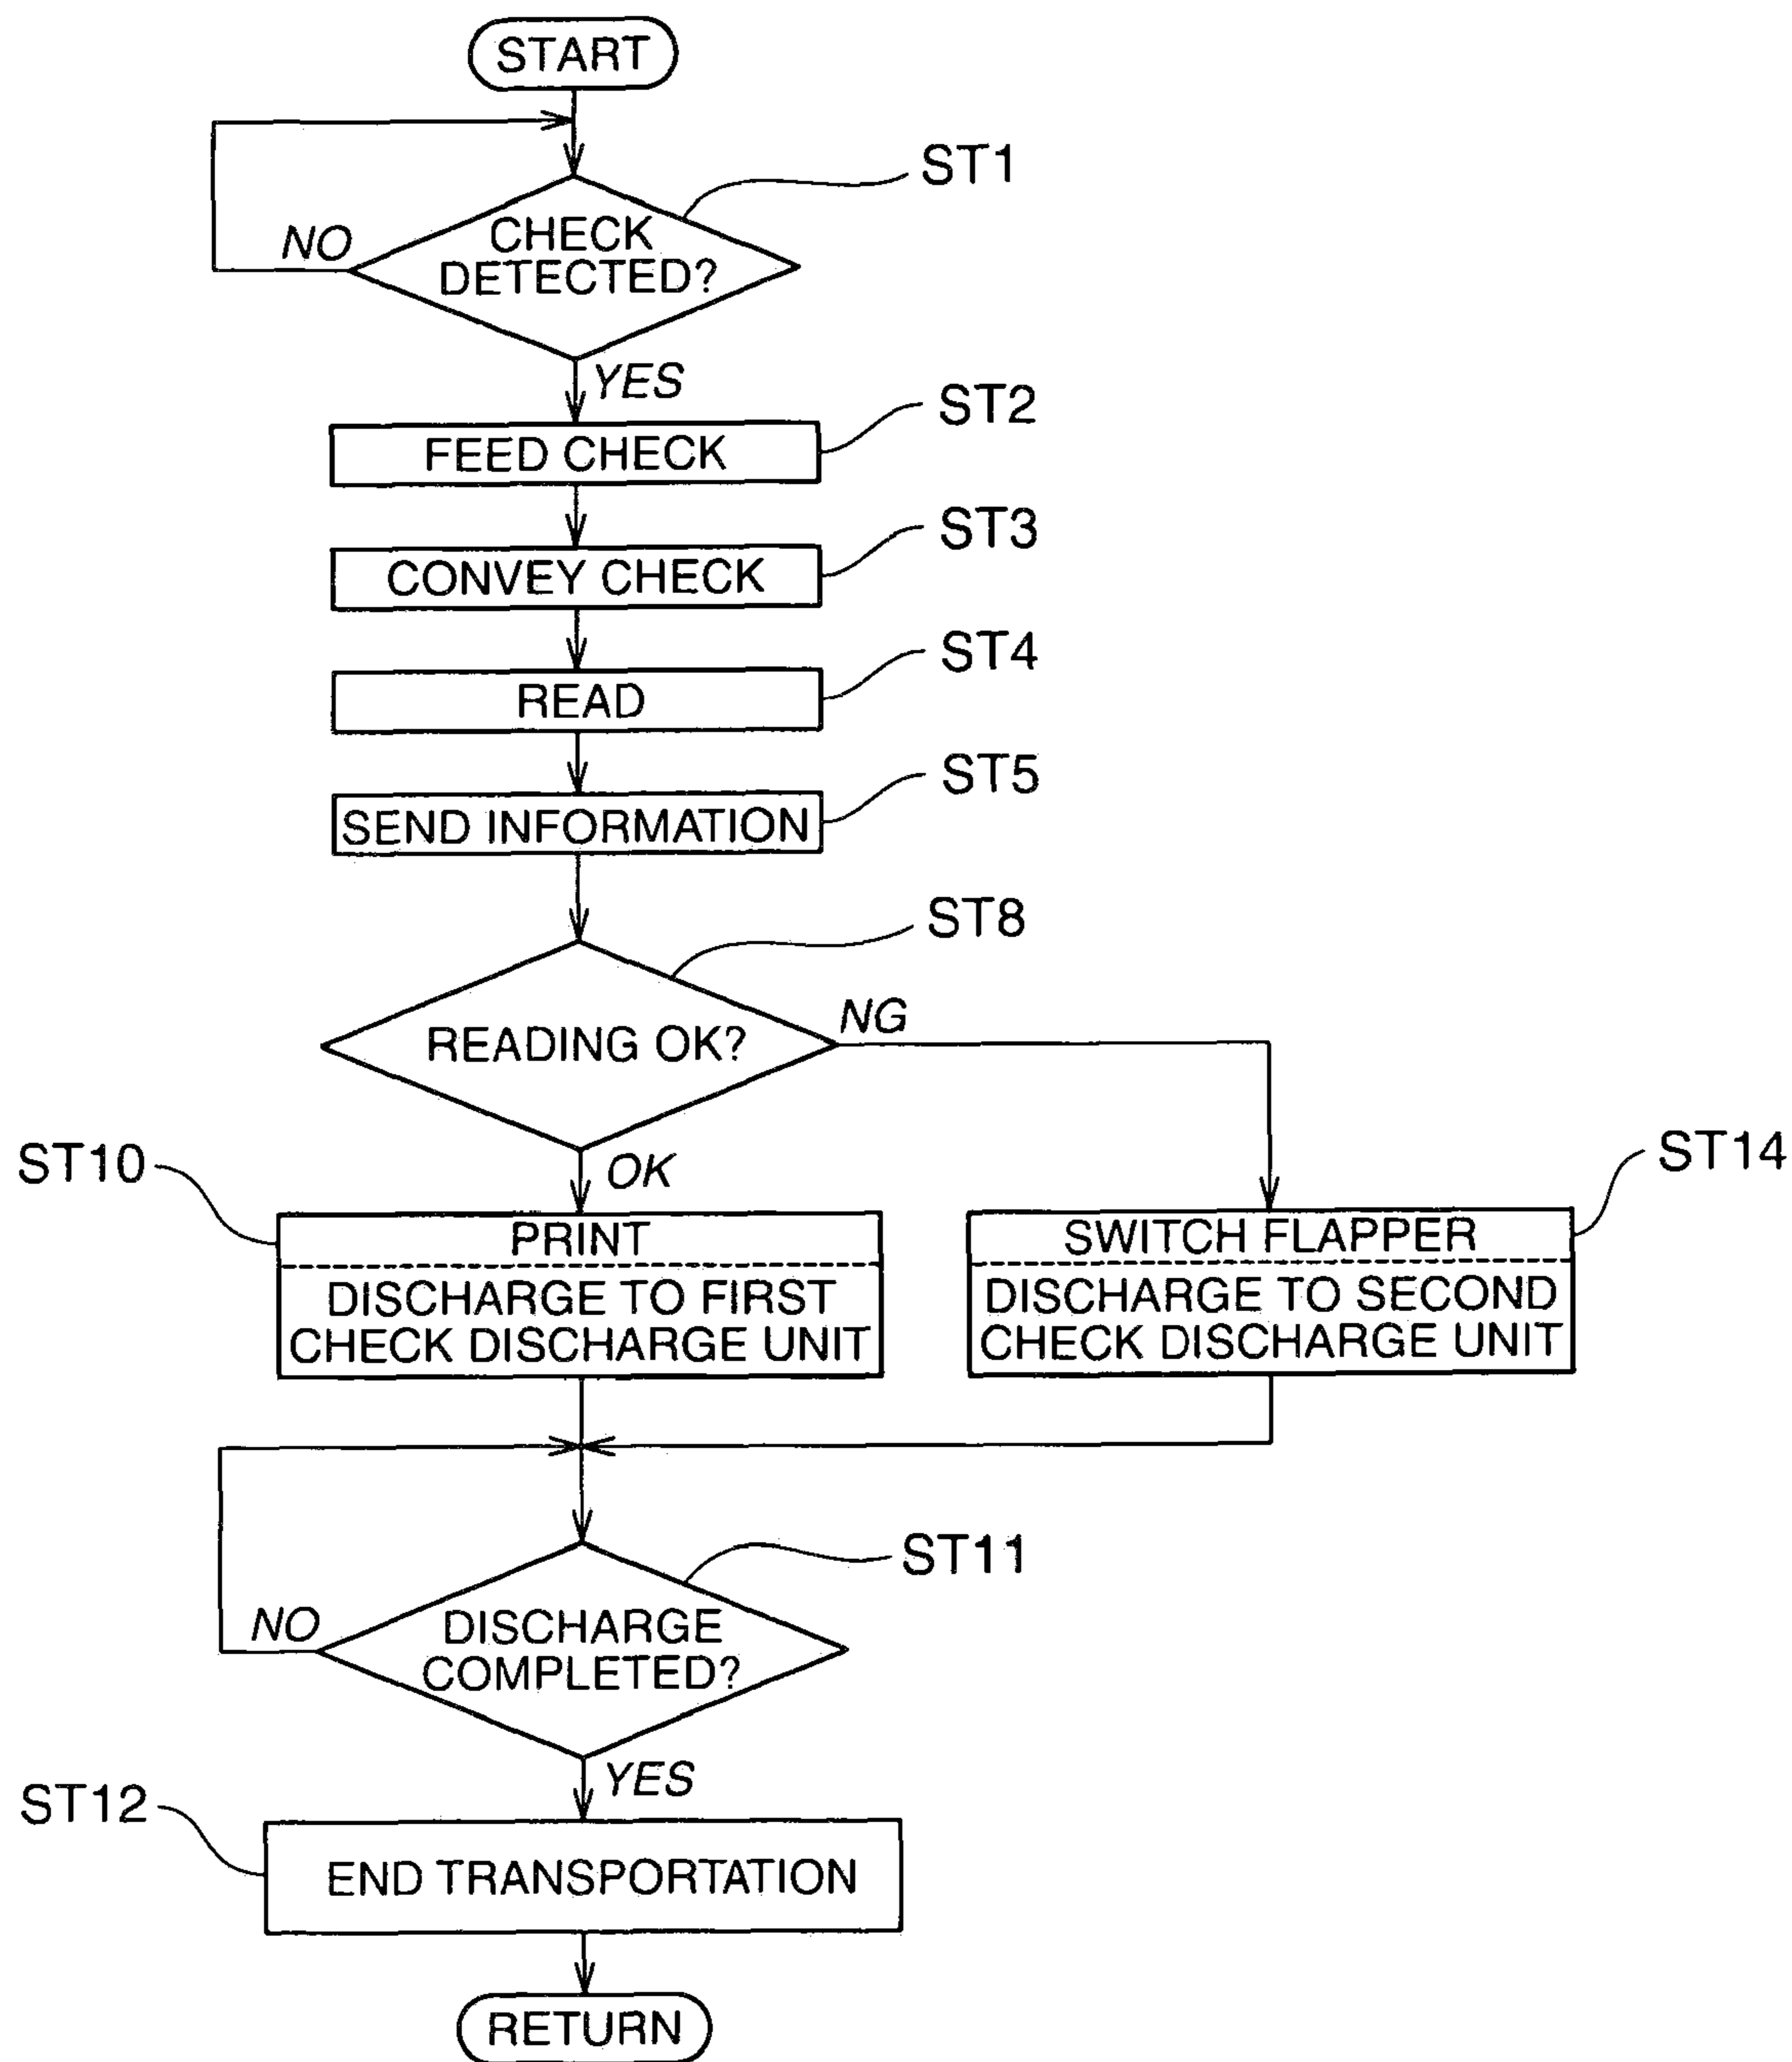 START
ST1
CHECK
DETECTED?
NO
YES
ST2
FEED CHECK
ST3
CONVEY CHECK
ST4
READ
ST5
SEND INFORMATION
ST8
READING OK?
NG
OK
ST10
PRINT
DISCHARGE TO FIRST
CHECK DISCHARGE UNIT
ST14
SWITCH FLAPPER
DISCHARGE TO SECOND
CHECK DISCHARGE UNIT
ST11
DISCHARGE
COMPLETED?
NO
YES
ST12
END TRANSPORTATION
RETURN